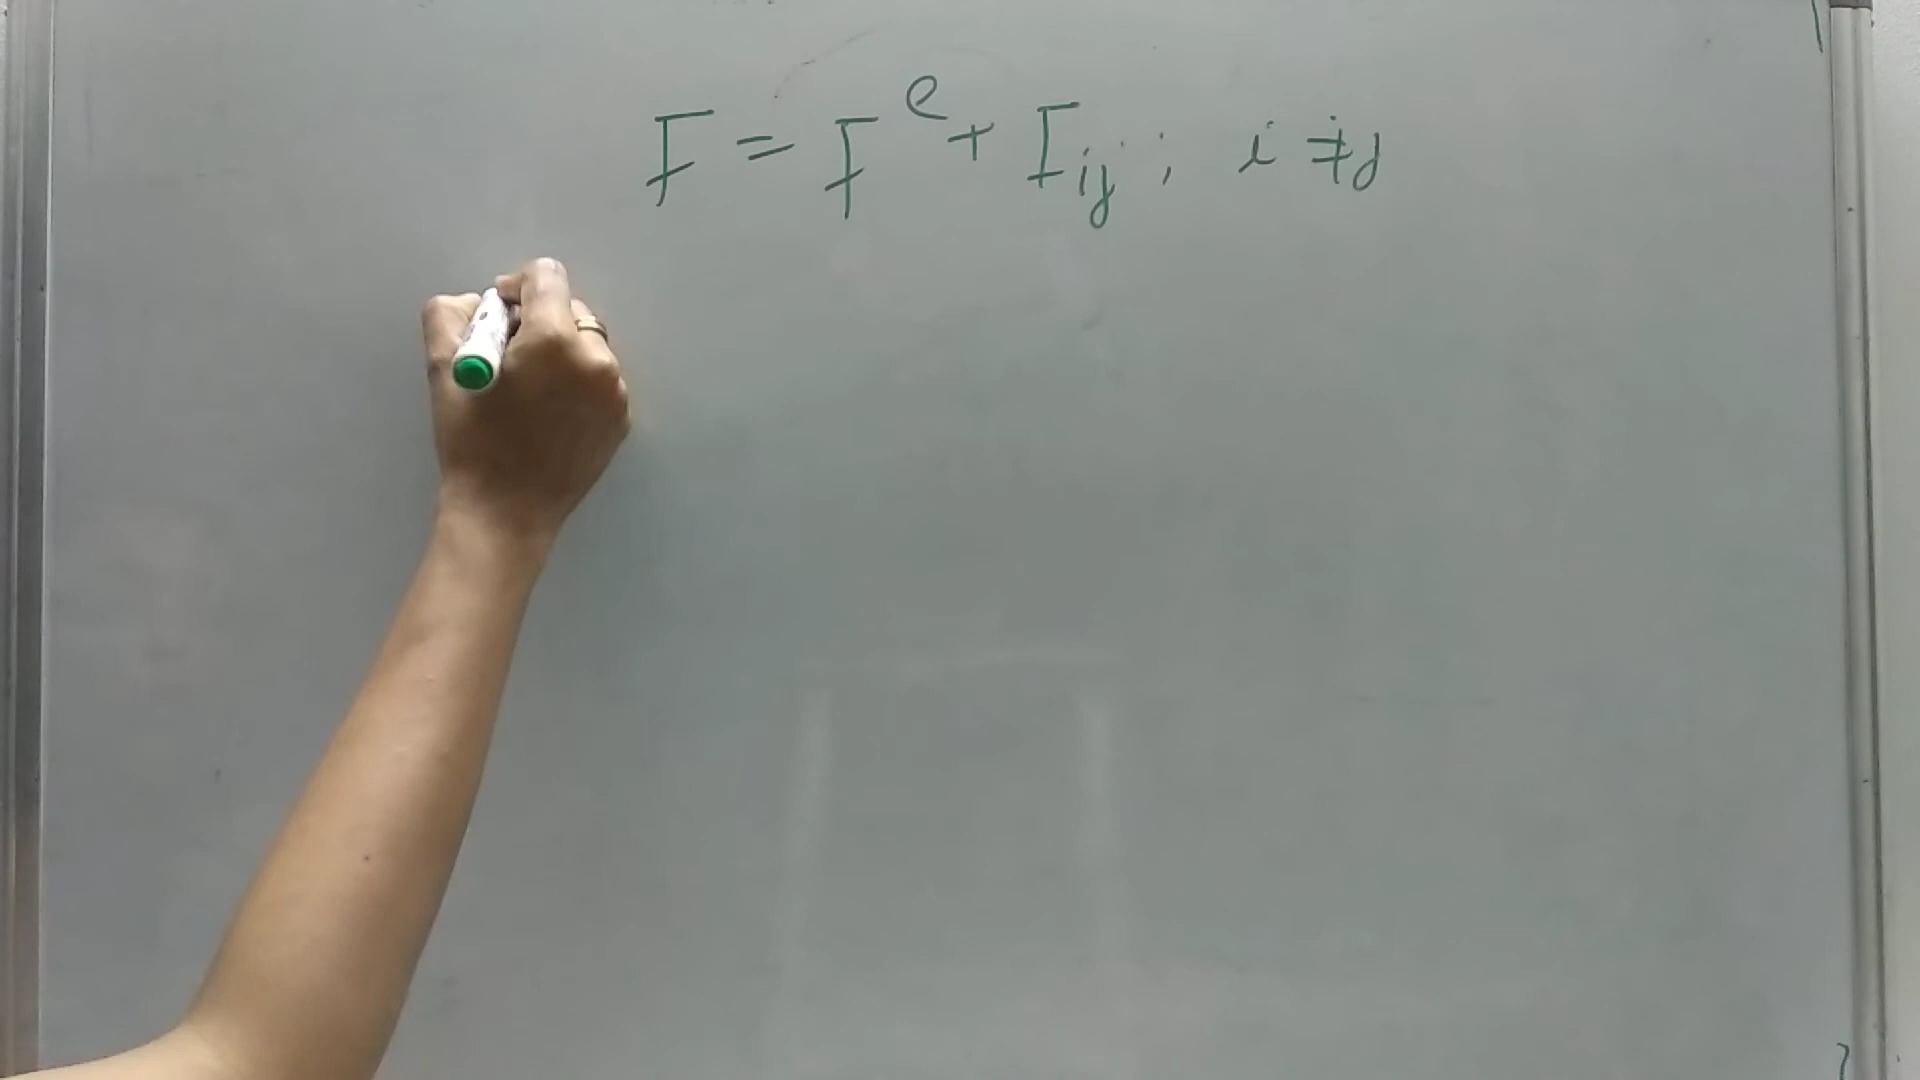 F = F^e + F_ij ; i ≠ j